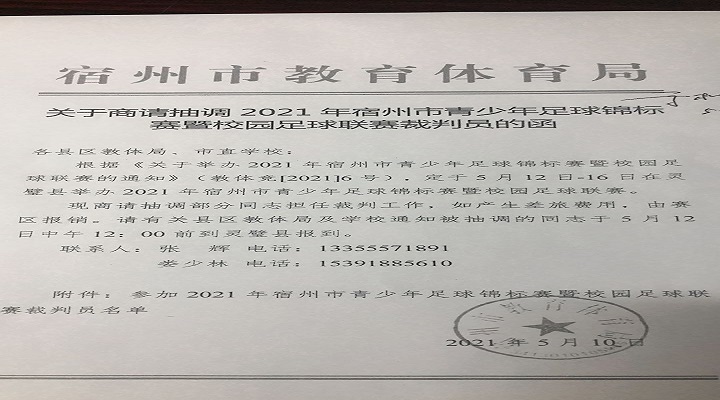 宿州市教育体育局
关于商请抽调 2021 年宿州市青少年足球锦标
赛暨校园足球联赛裁判员的函
各县区教体局、市直学校：
根据《关于举办 2021 年宿州市青少年足球锦标赛暨校园足
球联赛的通知》（教体竞[2021]6 号），定于 5 月 12 日-16 日在灵
璧县举办 2021 年宿州市青少年足球锦标赛暨校园足球联赛。
现商请抽调部分同志担任裁判工作，如产生差旅费用，由赛
区报销。请有关县区教体局及学校通知被抽调的同志于 5 月 12
日中午 12：00 前到灵璧县报到。
联系人：张 辉 电话：13355571891
娄少林 电话：15391885610
附件：参加 2021 年宿州市青少年足球锦标赛暨校园足球联
赛裁判员名单
2021 年 5 月 10 日